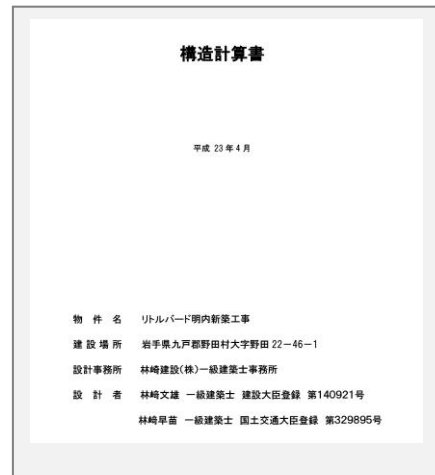 構造計算書
平成 23年4月
物件名 リトルバード明内新築工事
建設場所 岩手県九戸郡野田村大字野田 22-46-1
設計事務所 林崎建設(株)一級建築士事務所
設計者 林﨑文雄 一級建築士 建設大臣登録 第140921号
林﨑早苗 一級建築士 国土交通大臣登録 第329895号